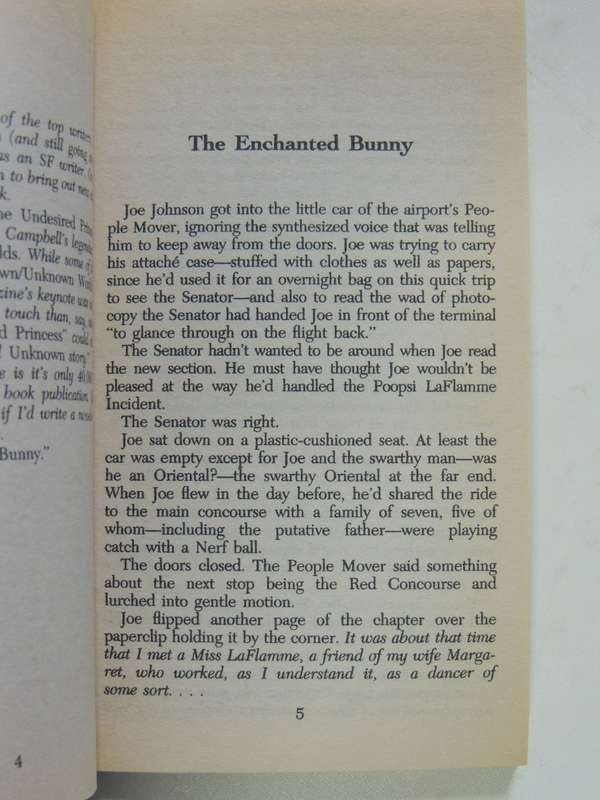 of the top writers
(and still going
as an SF writer
to bring out new
k.
he Undesired
Campbell's
lds. While some
own/Unknown
zine's keynote was
touch than, say,
d Princess" could
! Unknown story."
e is it's only
book publication
if I'd write a
Bunny."
4
The Enchanted Bunny
Joe Johnson got into the little car of the airport's Peo-
ple Mover, ignoring the synthesized voice that was telling
him to keep away from the doors. Joe was trying to carry
his attaché case—stuffed with clothes as well as papers,
since he'd used it for an overnight bag on this quick trip
to see the Senator—and also to read the wad of photo-
copy the Senator had handed Joe in front of the terminal
“to glance through on the flight back.”
The Senator hadn't wanted to be around when Joe read
the new section. He must have thought Joe wouldn't be
pleased at the way he'd handled the Poopsi LaFlamme
Incident.
The Senator was right.
Joe sat down on a plastic-cushioned seat. At least the
car was empty except for Joe and the swarthy man—was
he an Oriental?—the swarthy Oriental at the far end.
When Joe flew in the day before, he'd shared the ride
to the main concourse with a family of seven, five of
whom—including the putative father—were playing
catch with a Nerf ball.
The doors closed. The People Mover said something
about the next stop being the Red Concourse and
lurched into gentle motion.
Joe flipped another page of the chapter over the
paperclip holding it by the corner. It was about that time
that I met a Miss LaFlamme, a friend of my wife Marga-
ret, who worked, as I understand it, as a dancer of
some sort. . . .
5